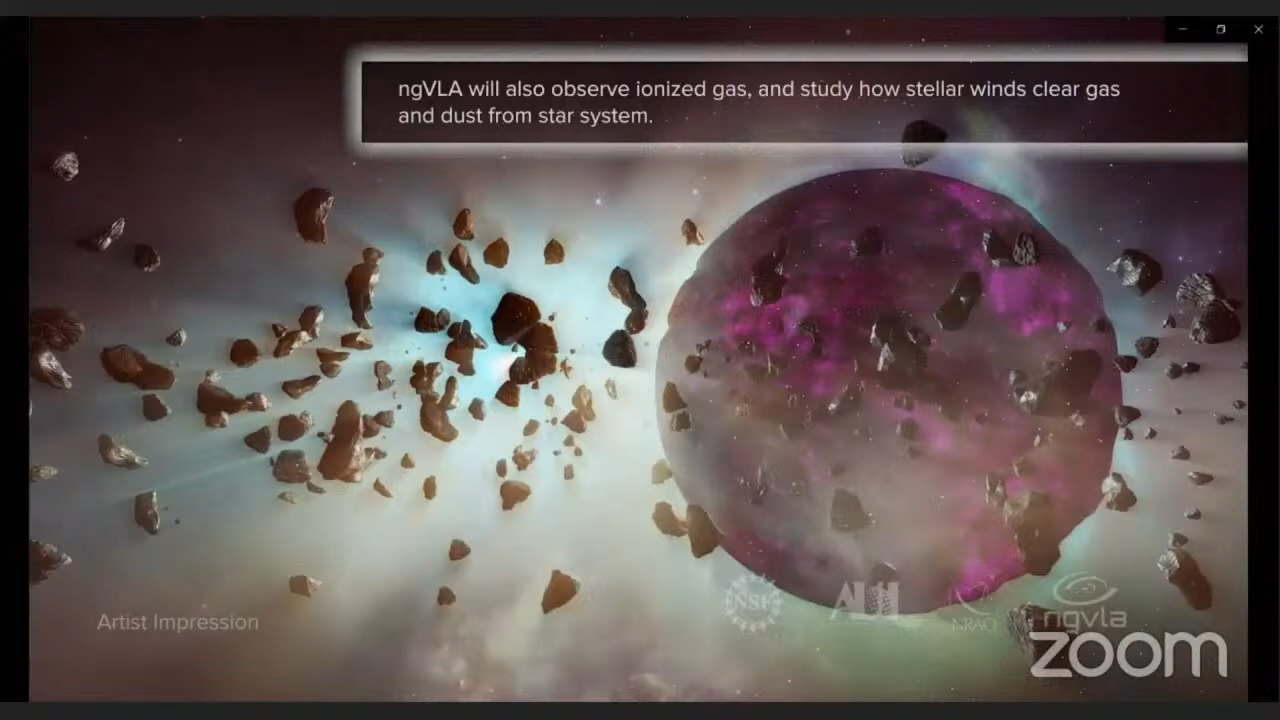 ngVLA will also observe ionized gas, and study how stellar winds clear gas
and dust from star system.
Artist Impression
NSF
AUI
NRAO
ngvla
zoom